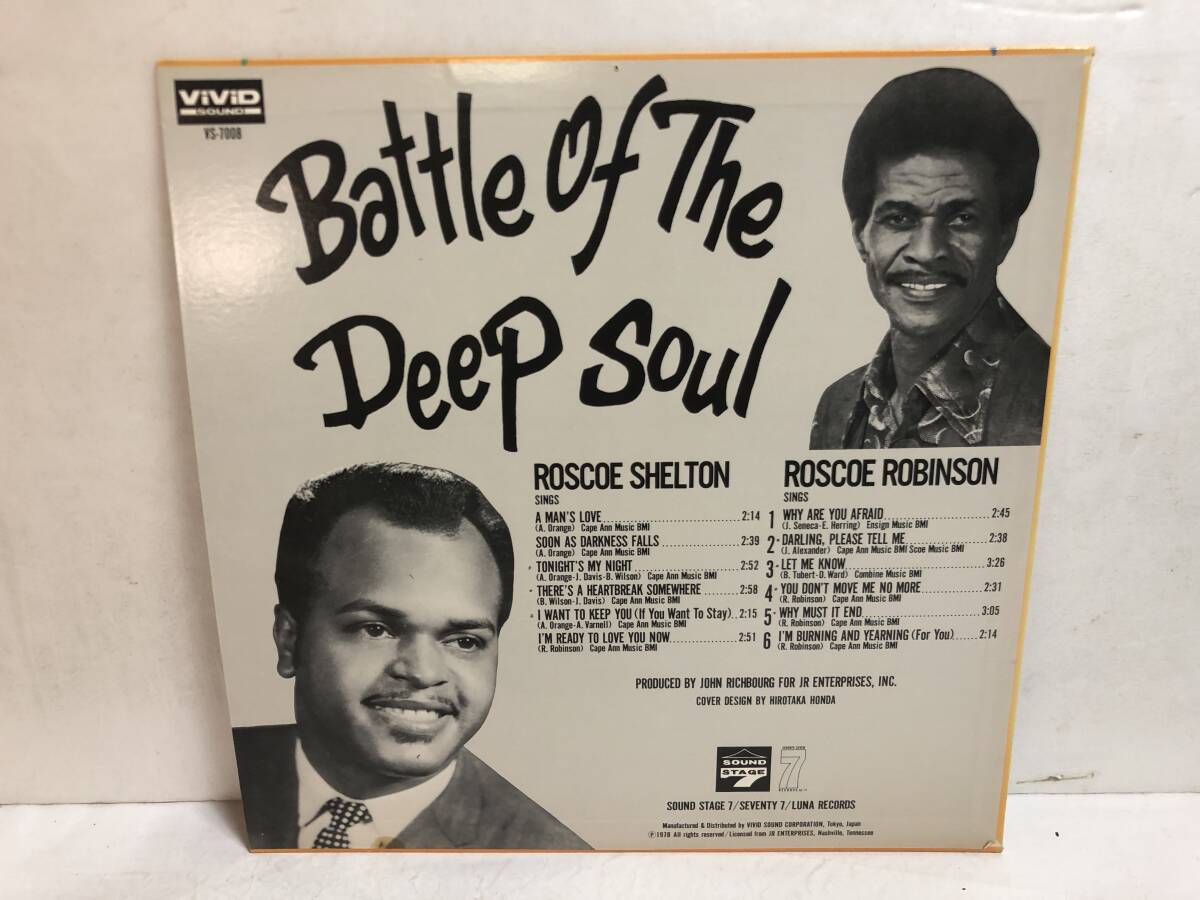 ViViD
SOUND
VS-7008
Battle Of The
Deep Soul
ROSCOE SHELTON
SINGS
A MAN'S LOVE 2:14
(A. Orange) Cape Ann Music BMI
SOON AS DARKNESS FALLS 2:39
(A. Orange) Cape Ann Music BMI
TONIGHT'S MY NIGHT 2:52
(A. Orange-J. Davis-B. Wilson) Cape Ann Music BMI
THERE'S A HEARTBREAK SOMEWHERE 2:58
(B. Wilson-J. Davis) Cape Ann Music BMI
I WANT TO KEEP YOU (If You Want To Stay) 2:15
(A. Orange-A. Varnell) Cape Ann Music BMI
I'M READY TO LOVE YOU NOW 2:51
(R. Robinson) Cape Ann Music BMI
ROSCOE ROBINSON
SINGS
1 WHY ARE YOU AFRAID 2:45
(J. Seneca-E. Herring) Ensign Music BMI
2 DARLING, PLEASE TELL ME 2:38
(J. Alexander) Cape Ann Music BMI Scoe Music BMI
3 LET ME KNOW 3:26
(B. Tubert-D. Ward) Combine Music BMI
4 YOU DON'T MOVE ME NO MORE 2:31
(R. Robinson) Cape Ann Music BMI
5 WHY MUST IT END 3:05
(R. Robinson) Cape Ann Music BMI
6 I'M BURNING AND YEARNING (For You) 2:14
(R. Robinson) Cape Ann Music BMI
PRODUCED BY JOHN RICHBOURG FOR JR ENTERPRISES, INC.
COVER DESIGN BY HIROTAKA HONDA
SOUND
STAGE
7
7
SOUND STAGE 7/SEVENTY 7/LUNA RECORDS
Manufactured & Distributed by VIVID SOUND CORPORATION, Tokyo, Japan
Ⓟ1978 All rights reserved/Licensed from JR ENTERPRISES, Nashville, Tennessee